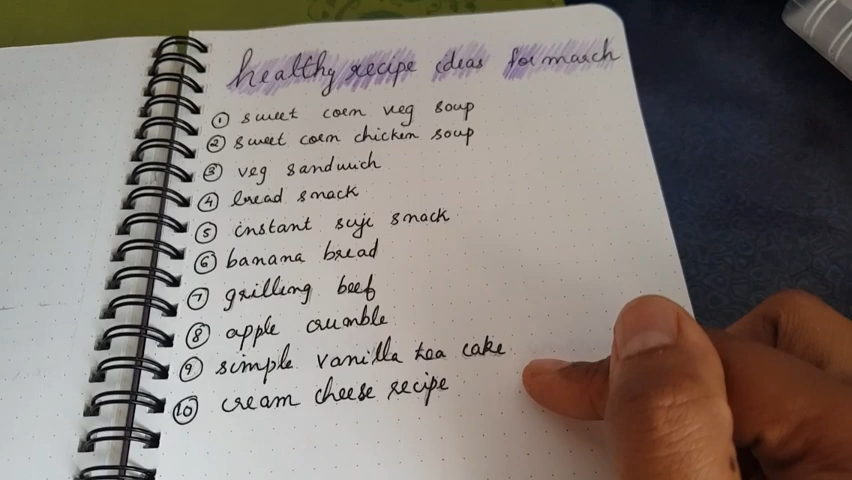 healthy recipe ideas for march
① sweet corn veg soup
② sweet corn chicken soup
③ veg sandwich
④ bread snack
⑤ instant suji snack
⑥ banana bread
⑦ grilling beef
⑧ apple crumble
⑨ simple vanilla tea cake
⑩ cream cheese recipe